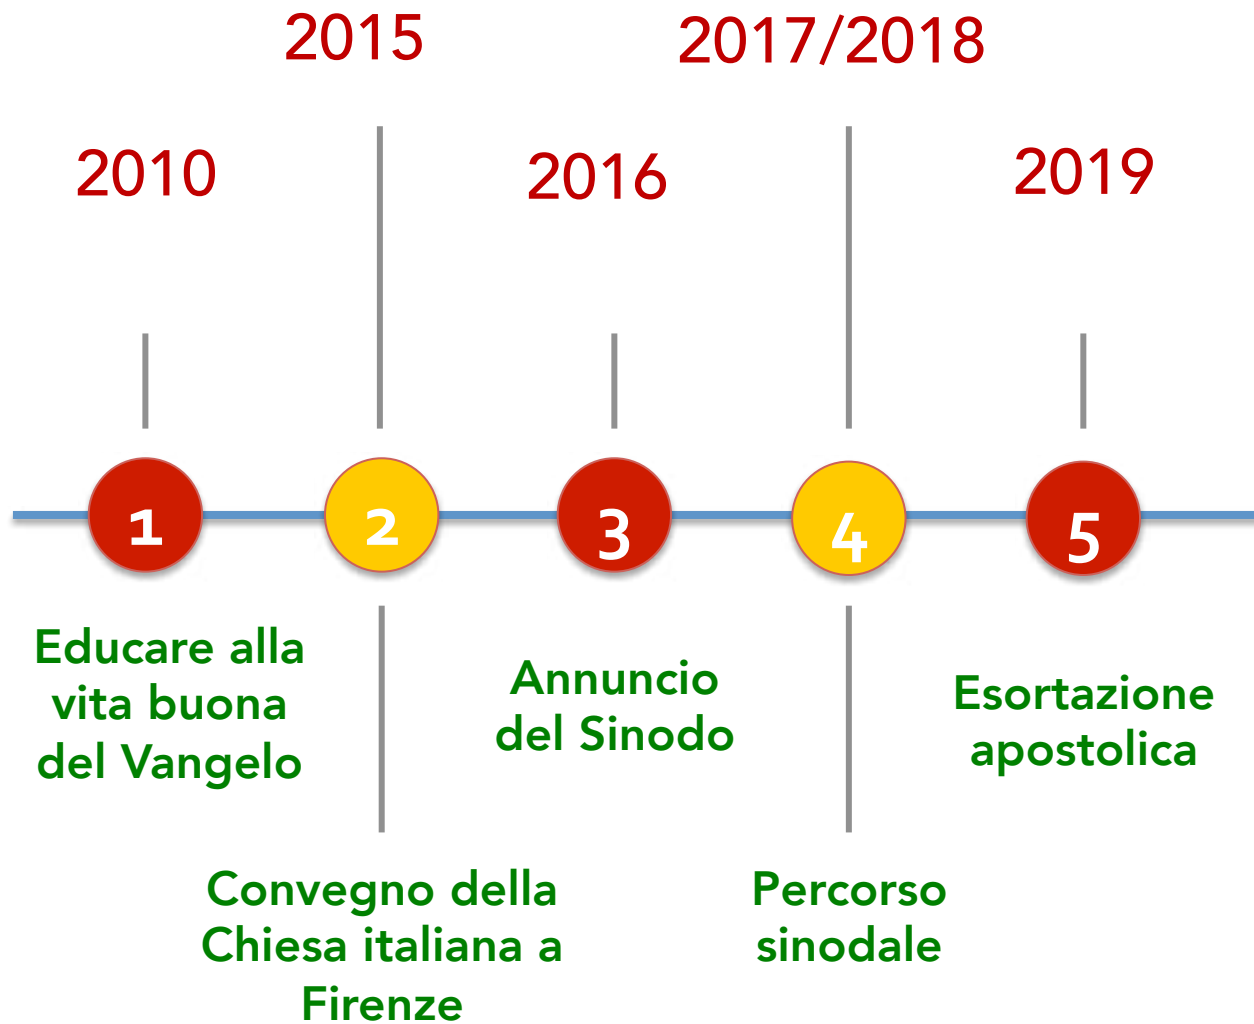 2015
2017/2018
2010
2016
2019
1
2
3
4
5
Educare alla
vita buona
del Vangelo
Annuncio
del Sinodo
Esortazione
apostolica
Convegno della
Chiesa italiana a
Firenze
Percorso
sinodale